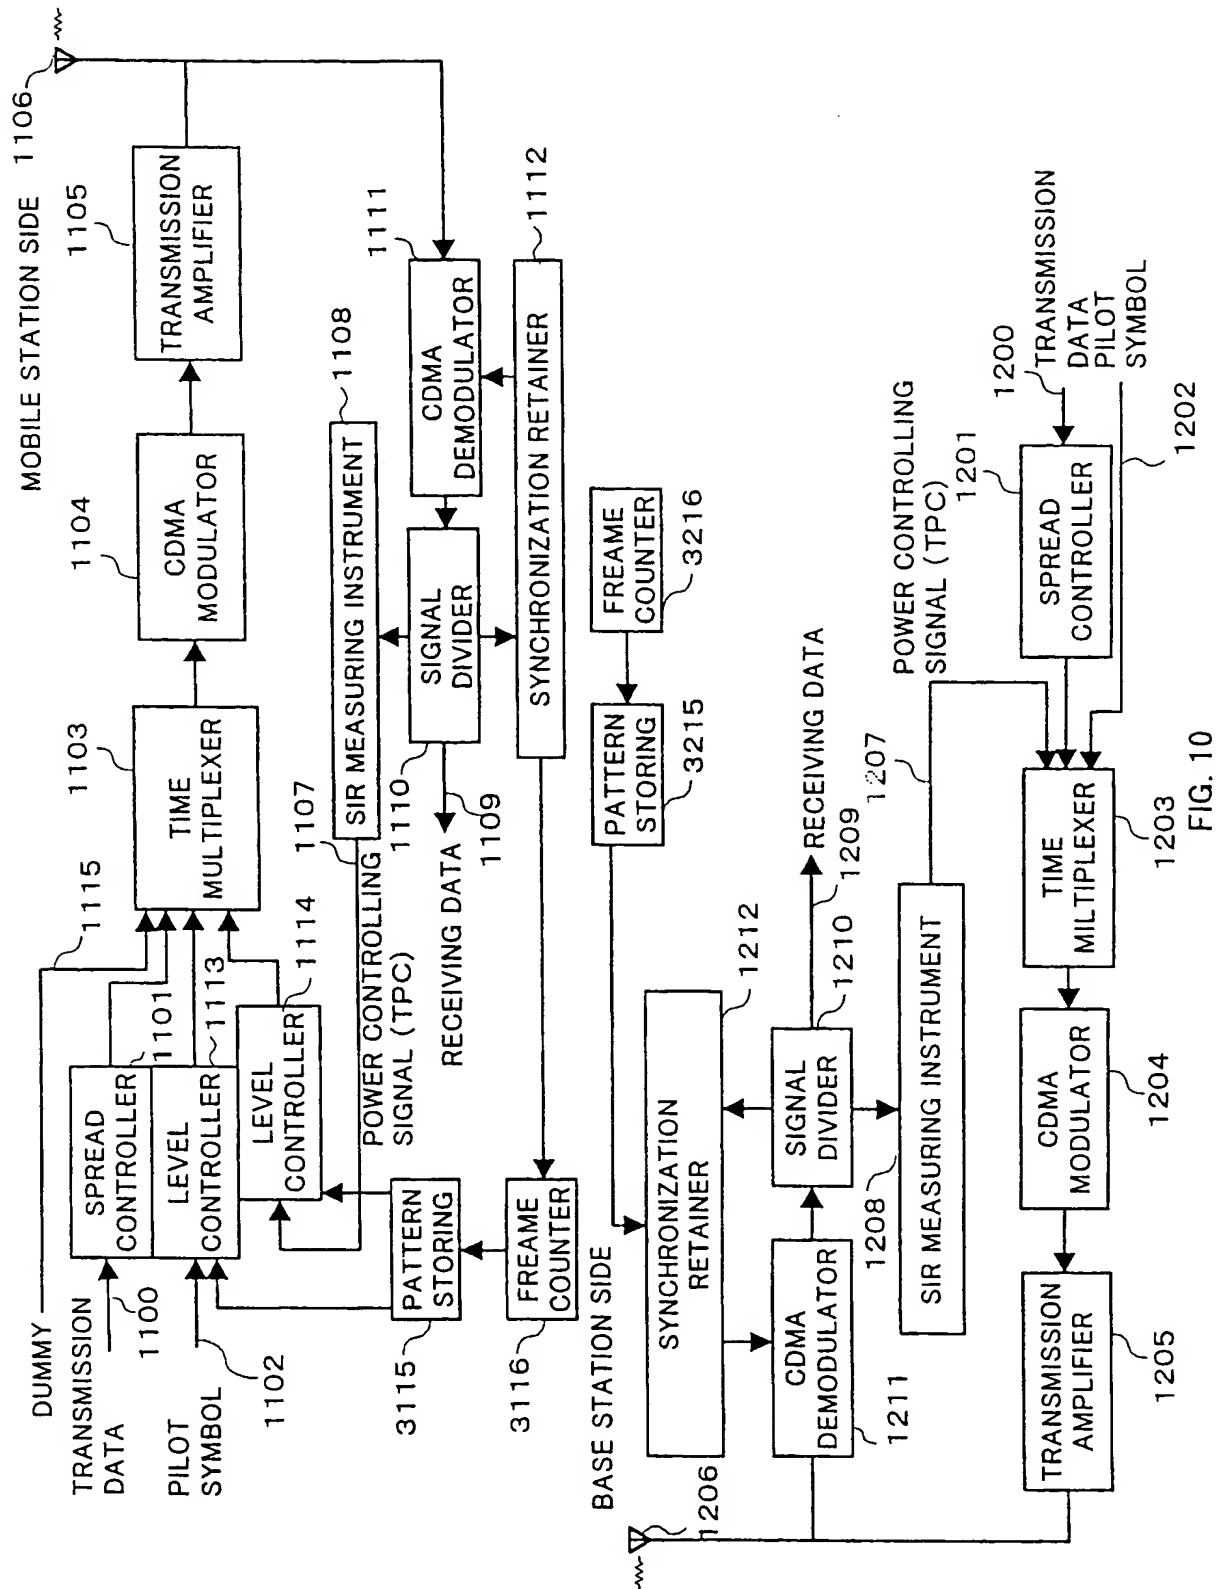 MOBILE STATION SIDE
1106
DUMMY
1115
TRANSMISSION
DATA
1100
SPREAD
CONTROLLER
1101
PILOT
SYMBOL
1102
LEVEL
CONTROLLER
1113
LEVEL
CONTROLLER
1114
TIME
MULTIPLEXER
1103
CDMA
MODULATOR
1104
TRANSMISSION
AMPLIFIER
1105
1107
POWER CONTROLLING
SIGNAL (TPC)
SIR MEASURING INSTRUMENT
1108
RECEIVING DATA
1109
SIGNAL
DIVIDER
1110
CDMA
DEMODULATOR
1111
SYNCHRONIZATION RETAINER
1112
PATTERN
STORING
3115
FREAME
COUNTER
3116
BASE STATION SIDE
1206
SYNCHRONIZATION
RETAINER
1212
PATTERN
STORING
3215
FREAME
COUNTER
3216
CDMA
DEMODULATOR
1211
SIGNAL
DIVIDER
1210
RECEIVING DATA
1209
1208
SIR MEASURING INSTRUMENT
1207
POWER CONTROLLING
SIGNAL (TPC)
TRANSMISSION
AMPLIFIER
1205
CDMA
MODULATOR
1204
TIME
MILTIPLEXER
1203
SPREAD
CONTROLLER
1201
1200
TRANSMISSION
DATA
PILOT
SYMBOL
1202
FIG. 10